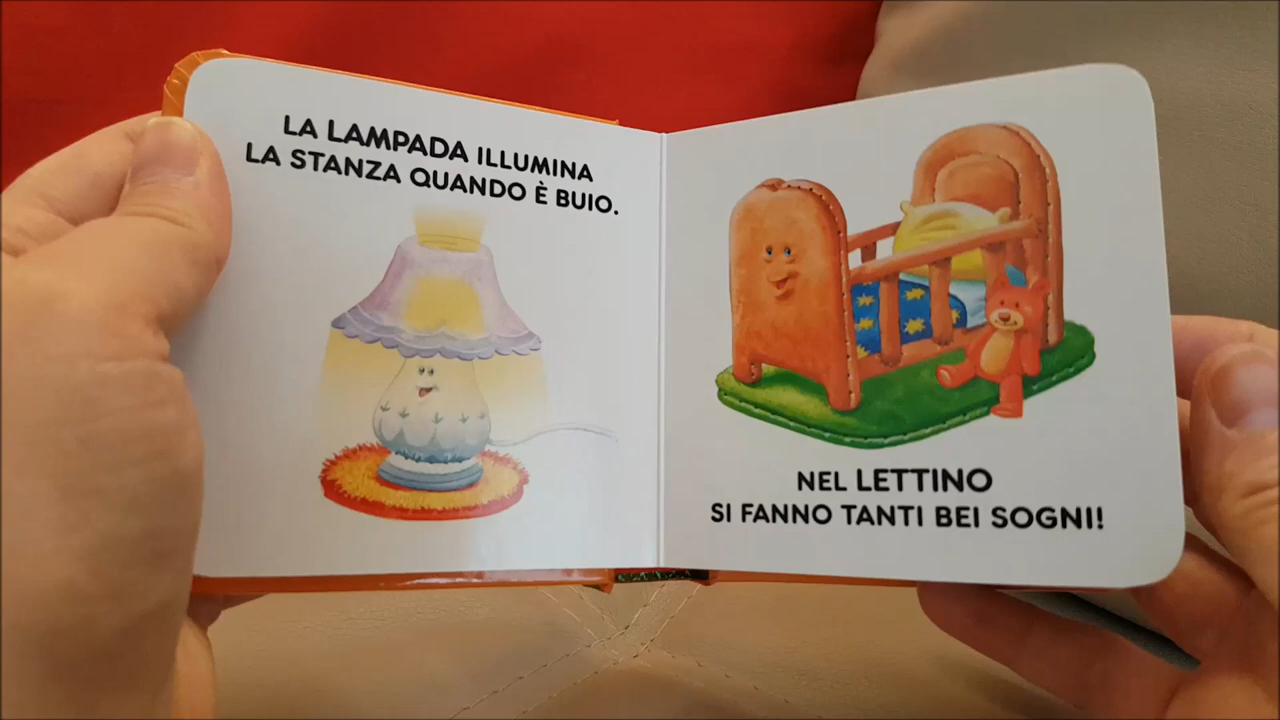 LA LAMPADA ILLUMINA
LA STANZA QUANDO È BUIO.
NEL LETTINO
SI FANNO TANTI BEI SOGNI!